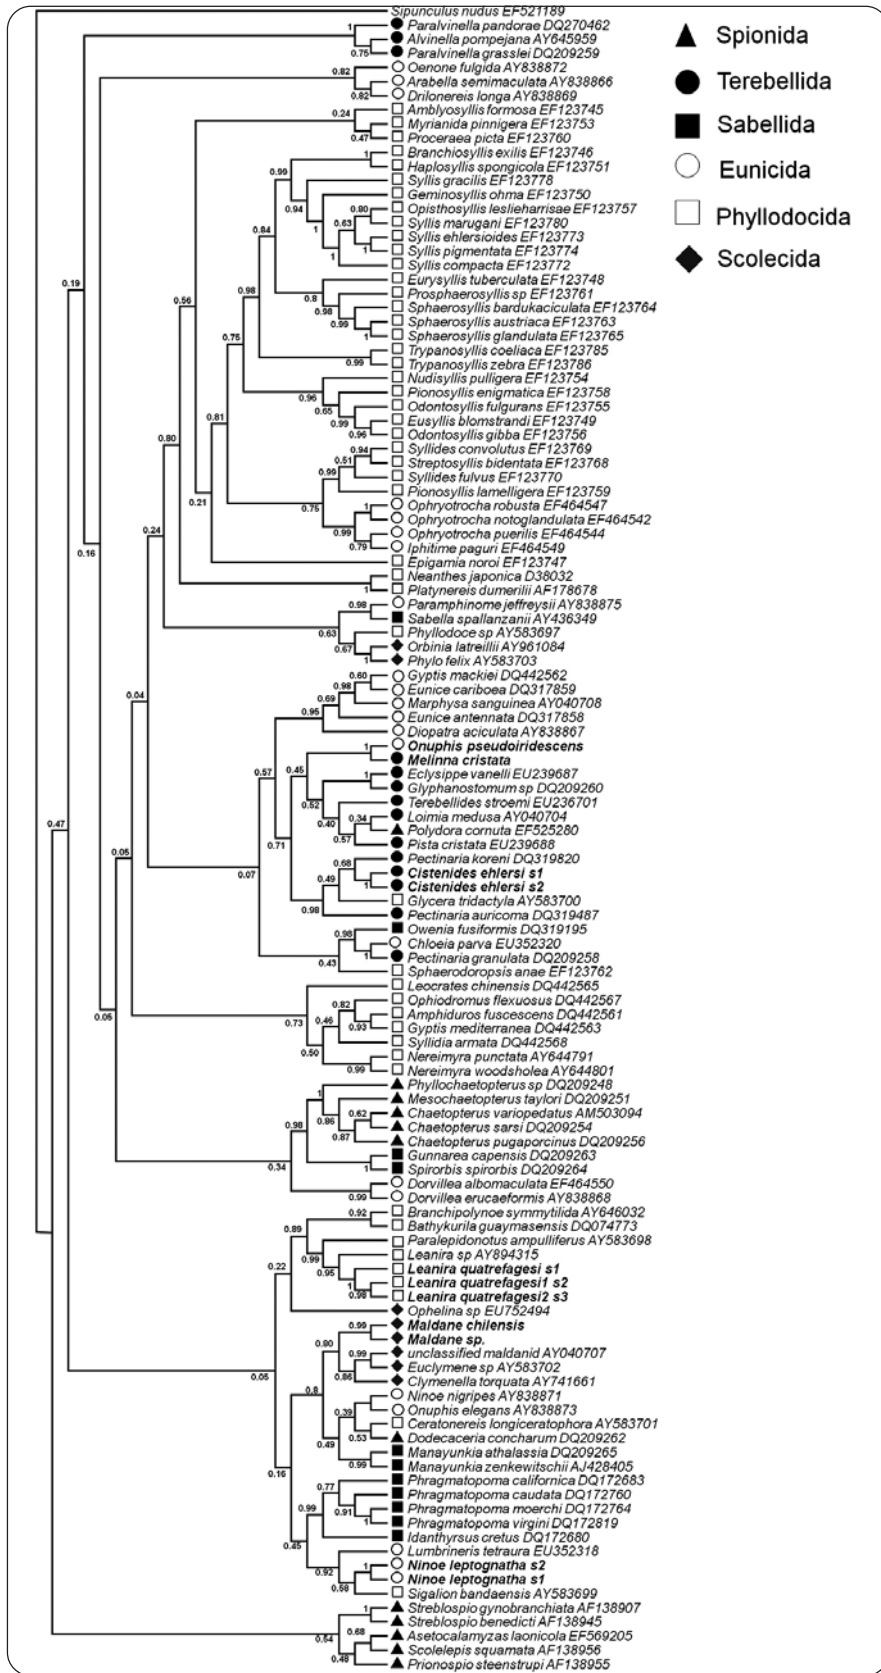 Sipunculus nudus EF521189
Paralvinella pandorae DQ270462
Alvinella pompejana AY645959
Paralvinella grasslei DQ209259
Oenone fulgida AY838872
Arabella semimaculata AY838866
Drilonereis longa AY838869
Amblyosyllis formosa EF123745
Myrianida pinnigera EF123753
Proceraea picta EF123760
Branchiosyllis exilis EF123746
Haplosyllis spongicola EF123751
Syllis gracilis EF123778
Geminosyllis ohma EF123750
Opisthosyllis leslieharrisae EF123757
Syllis marugani EF123780
Syllis ehlersioides EF123773
Syllis pigmentata EF123774
Syllis compacta EF123772
Eurysyllis tuberculata EF123748
Prosphaerosyllis sp EF123761
Sphaerosyllis bardukaciculata EF123764
Sphaerosyllis austriaca EF123763
Sphaerosyllis glandulata EF123765
Trypanosyllis coeliaca EF123785
Trypanosyllis zebra EF123786
Nudisyllis pulligera EF123754
Pionosyllis enigmatica EF123758
Odontosyllis fulgurans EF123755
Eusyllis blomstrandi EF123749
Odontosyllis gibba EF123756
Syllides convolutus EF123769
Streptosyllis bidentata EF123768
Syllides fulvus EF123770
Pionosyllis lamelligera EF123759
Ophryotrocha robusta EF464547
Ophryotrocha notoglandulata EF464542
Ophryotrocha puerilis EF464544
Iphitime paguri EF464549
Epigamia noroi EF123747
Neanthes japonica D38032
Platynereis dumerilii AF178678
Paramphinome jeffreysii AY838875
Sabella spallanzanii AY436349
Phyllodoce sp AY583697
Orbinia latreillii AY961084
Phylo felix AY583703
Gyptis mackiei DQ442562
Eunice cariboea DQ317859
Marphysa sanguinea AY040708
Eunice antennata DQ317858
Diopatra aciculata AY838867
Onuphis pseudoiridescens
Melinna cristata
Eclysippe vanelli EU239687
Glyphanostomum sp DQ209260
Terebellides stroemi EU236701
Loimia medusa AY040704
Polydora cornuta EF525280
Pista cristata EU239688
Pectinaria koreni DQ319820
Cistenides ehlersi s1
Cistenides ehlersi s2
Glycera tridactyla AY583700
Pectinaria auricoma DQ319487
Owenia fusiformis DQ319195
Chloeia parva EU352320
Pectinaria granulata DQ209258
Sphaerodoropsis anae EF123762
Leocrates chinensis DQ442565
Ophiodromus flexuosus DQ442567
Amphiduros fuscescens DQ442561
Gyptis mediterranea DQ442563
Syllidia armata DQ442568
Nereimyra punctata AY644791
Nereimyra woodsholea AY644801
Phyllochaetopterus sp DQ209248
Mesochaetopterus taylori DQ209251
Chaetopterus variopedatus AM503094
Chaetopterus sarsi DQ209254
Chaetopterus pugaporcinus DQ209256
Gunnarea capensis DQ209263
Spirorbis spirorbis DQ209264
Dorvillea albomaculata EF464550
Dorvillea erucaeformis AY838868
Branchipolynoe symmytilida AY646032
Bathykurila guaymasensis DQ074773
Paralepidonotus ampulliferus AY583698
Leanira sp AY894315
Leanira quatrefagesi s1
Leanira quatrefagesi1 s2
Leanira quatrefagesi2 s3
Ophelina sp EU752494
Maldane chilensis
Maldane sp.
unclassified maldanid AY040707
Euclymene sp AY583702
Clymenella torquata AY741661
Ninoe nigripes AY838871
Onuphis elegans AY838873
Ceratonereis longiceratophora AY583701
Dodecaceria concharum DQ209262
Manayunkia athalassia DQ209265
Manayunkia zenkewitschii AJ428405
Phragmatopoma californica DQ172683
Phragmatopoma caudata DQ172760
Phragmatopoma moerchi DQ172764
Phragmatopoma virgini DQ172819
Idanthyrsus cretus DQ172680
Lumbrineris tetraura EU352318
Ninoe leptognatha s2
Ninoe leptognatha s1
Sigalion bandaensis AY583699
Streblospio gynobranchiata AF138907
Streblospio benedicti AF138945
Asetocalamyzas laonicola EF569205
Scolelepis squamata AF138956
Prionospio steenstrupi AF138955
Spionida
Terebellida
Sabellida
Eunicida
Phyllodocida
Scolecida